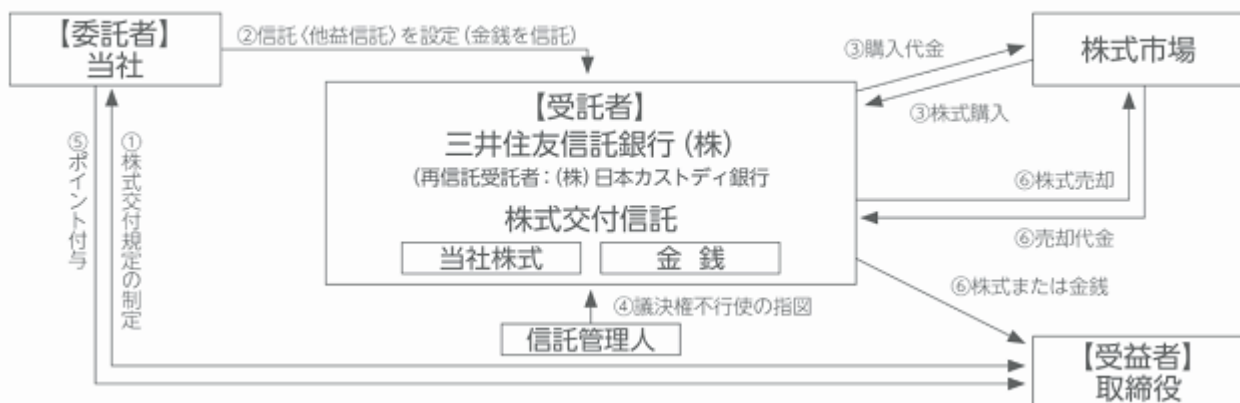 【委託者】
当社
②信託〈他益信託〉を設定(金銭を信託)
【受託者】
三井住友信託銀行(株)
(再信託受託者:(株)日本カストディ銀行
株式交付信託
当社株式
金 銭
③購入代金
③株式購入
株式市場
⑤ポイント付与
①株式交付規定の制定
⑥株式売却
⑥売却代金
⑥株式または金銭
④議決権不行使の指図
信託管理人
【受益者】
取締役